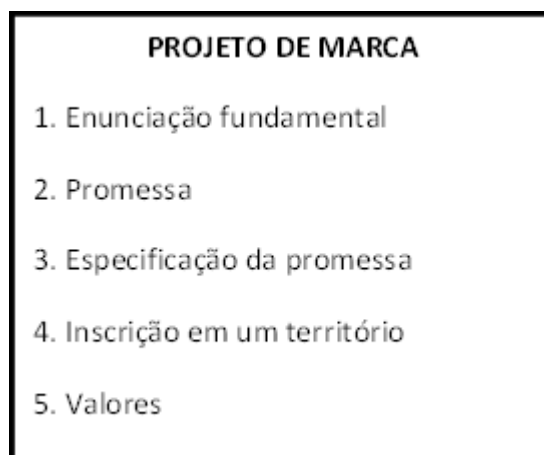 PROJETO DE MARCA
1. Enunciação fundamental
2. Promessa
3. Especificação da promessa
4. Inscrição em um território
5. Valores